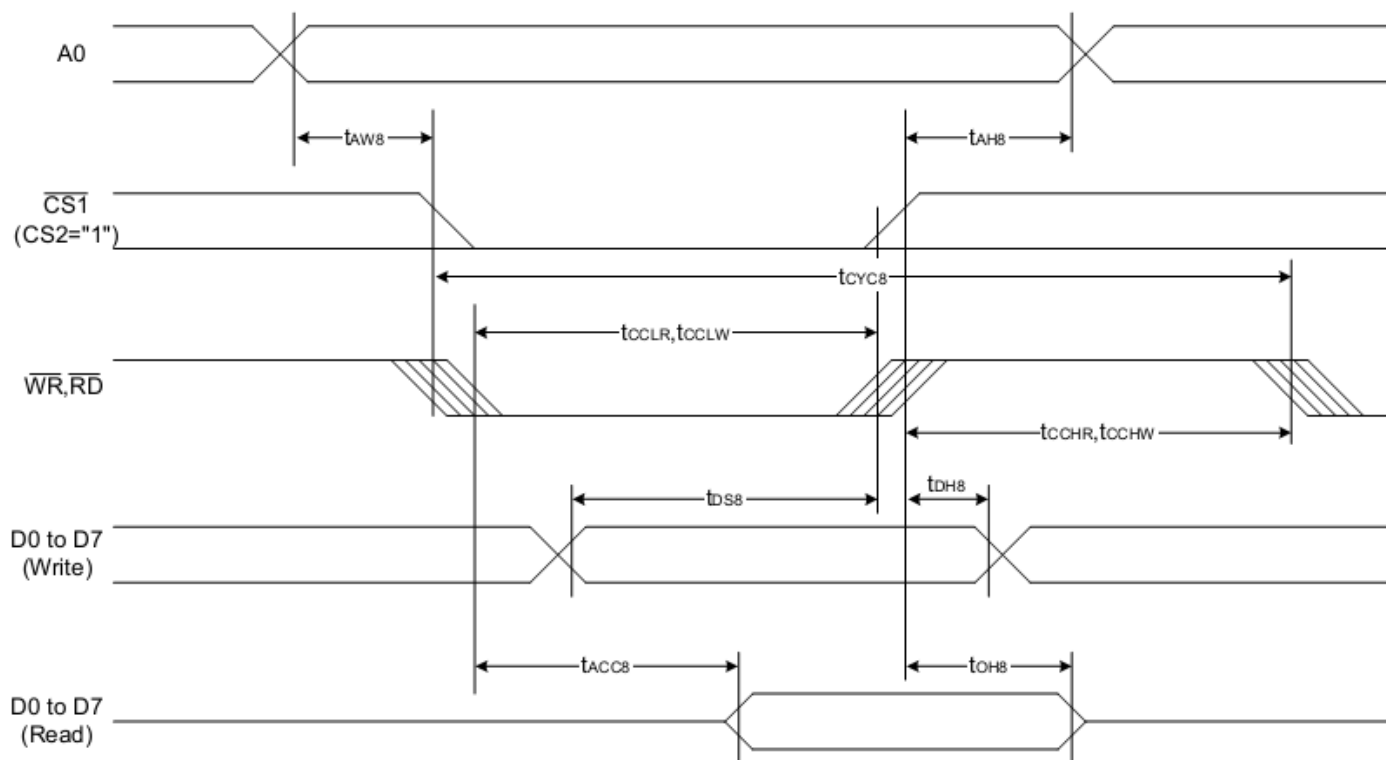 A0
tAW8
tAH8
CS1
(CS2="1")
tCYC8
tCCLR,tCCLW
WR,RD
tCCHR,tCCHW
tDS8
tDH8
D0 to D7
(Write)
tACC8
tOH8
D0 to D7
(Read)